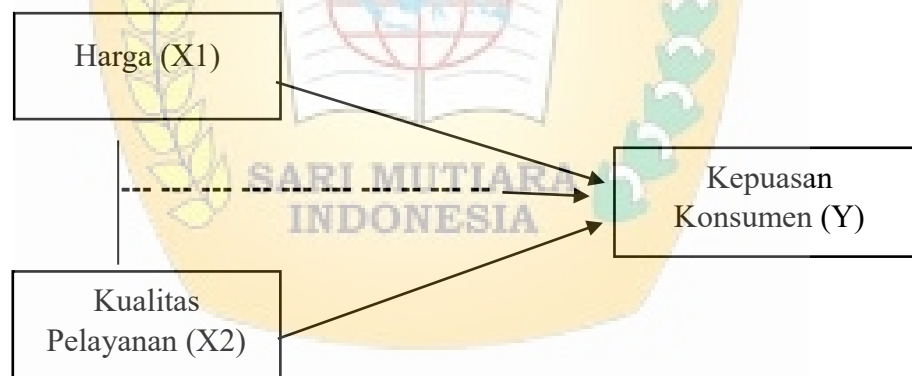 Harga (X1)
SARI MUTIARA
INDONESIA
Kepuasan
Konsumen (Y)
Kualitas
Pelayanan (X2)